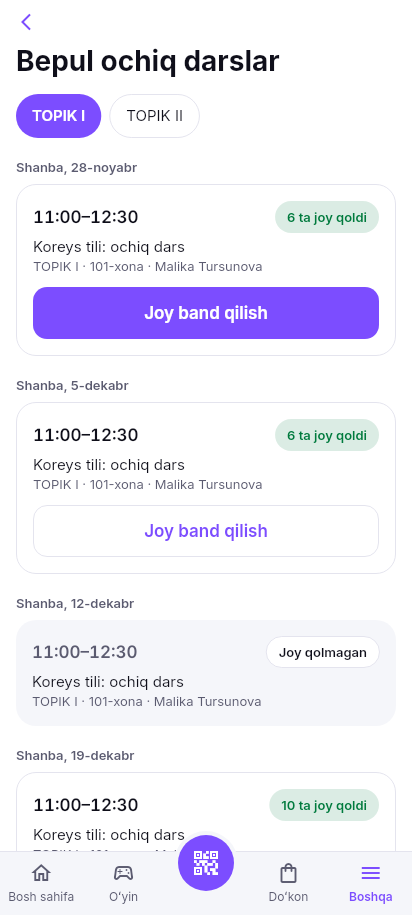 Bepul ochiq darslar
TOPIK I
TOPIK II
Shanba, 28-noyabr
11:00–12:30
6 ta joy qoldi
Koreys tili: ochiq dars
TOPIK I · 101-xona · Malika Tursunova
Joy band qilish
Shanba, 5-dekabr
11:00–12:30
6 ta joy qoldi
Koreys tili: ochiq dars
TOPIK I · 101-xona · Malika Tursunova
Joy band qilish
Shanba, 12-dekabr
11:00–12:30
Joy qolmagan
Koreys tili: ochiq dars
TOPIK I · 101-xona · Malika Tursunova
Shanba, 19-dekabr
11:00–12:30
10 ta joy qoldi
Koreys tili: ochiq dars
Bosh sahifa
Oʻyin
Doʻkon
Boshqa